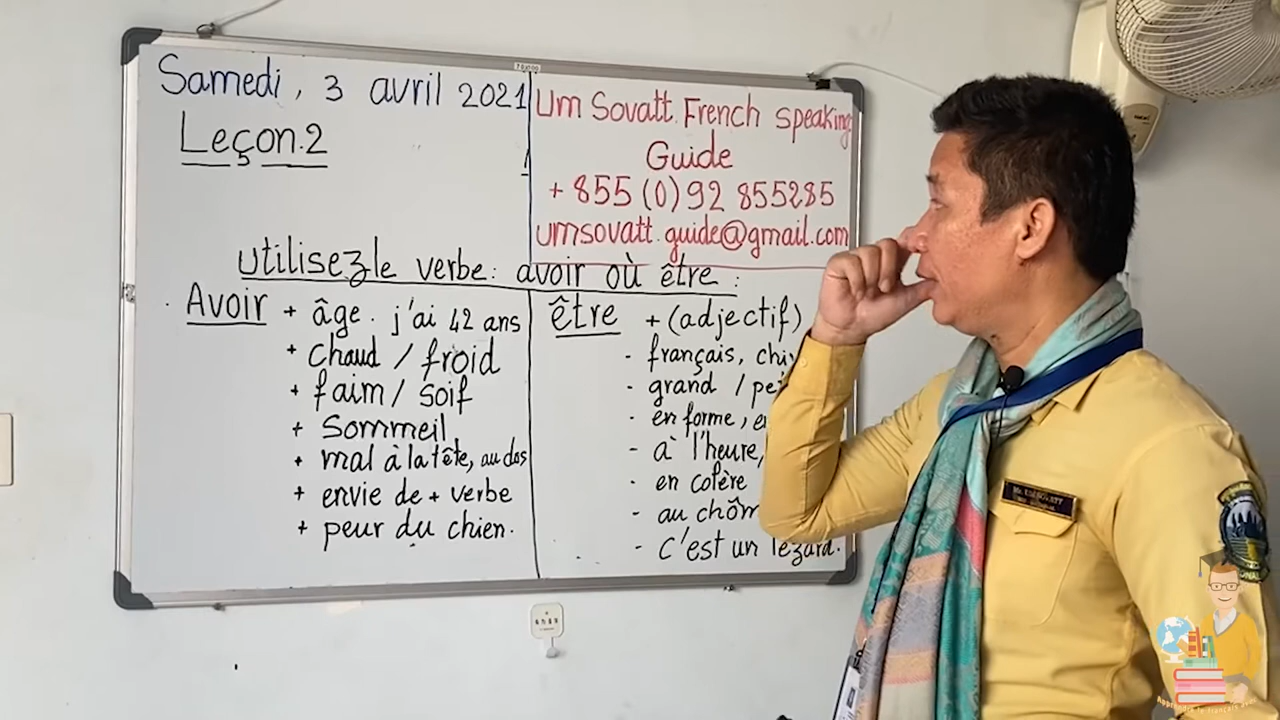 Samedi, 3 avril 2021
Leçon.2
Um Sovatt French speaking
Guide
+ 855 (0) 92 855285
umsovatt.guide@gmail.com
utilisez le verbe: avoir où être :
Avoir + âge. j'ai 42 ans
+ chaud / froid
+ faim / soif
+ Sommeil
+ mal à la tête, au dos
+ envie de + verbe
+ peur du chien.
être + (adjectif)
- français,
- grand /
- en forme,
- à l'heure,
- en colère
- au
- c'est un lézard.
Mr. UM SOVATT